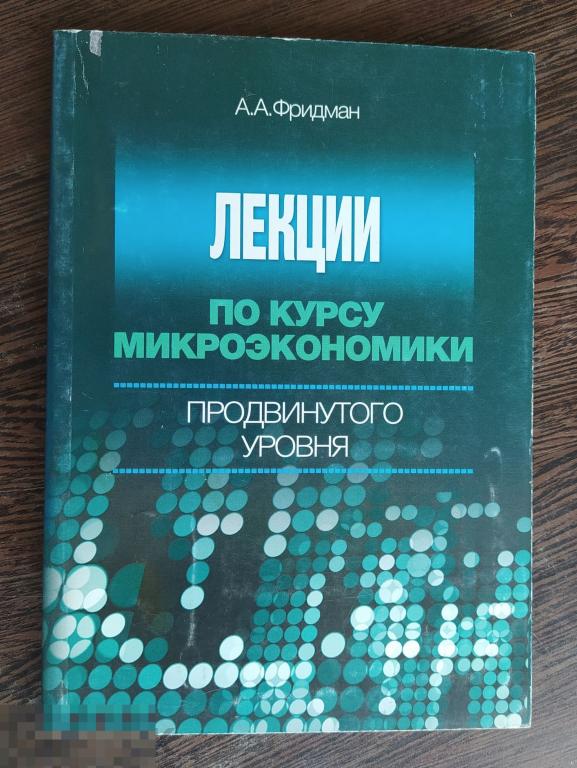 А.А.Фридман
ЛЕКЦИИ
ПО КУРСУ
МИКРОЭКОНОМИКИ
ПРОДВИНУТОГО
УРОВНЯ